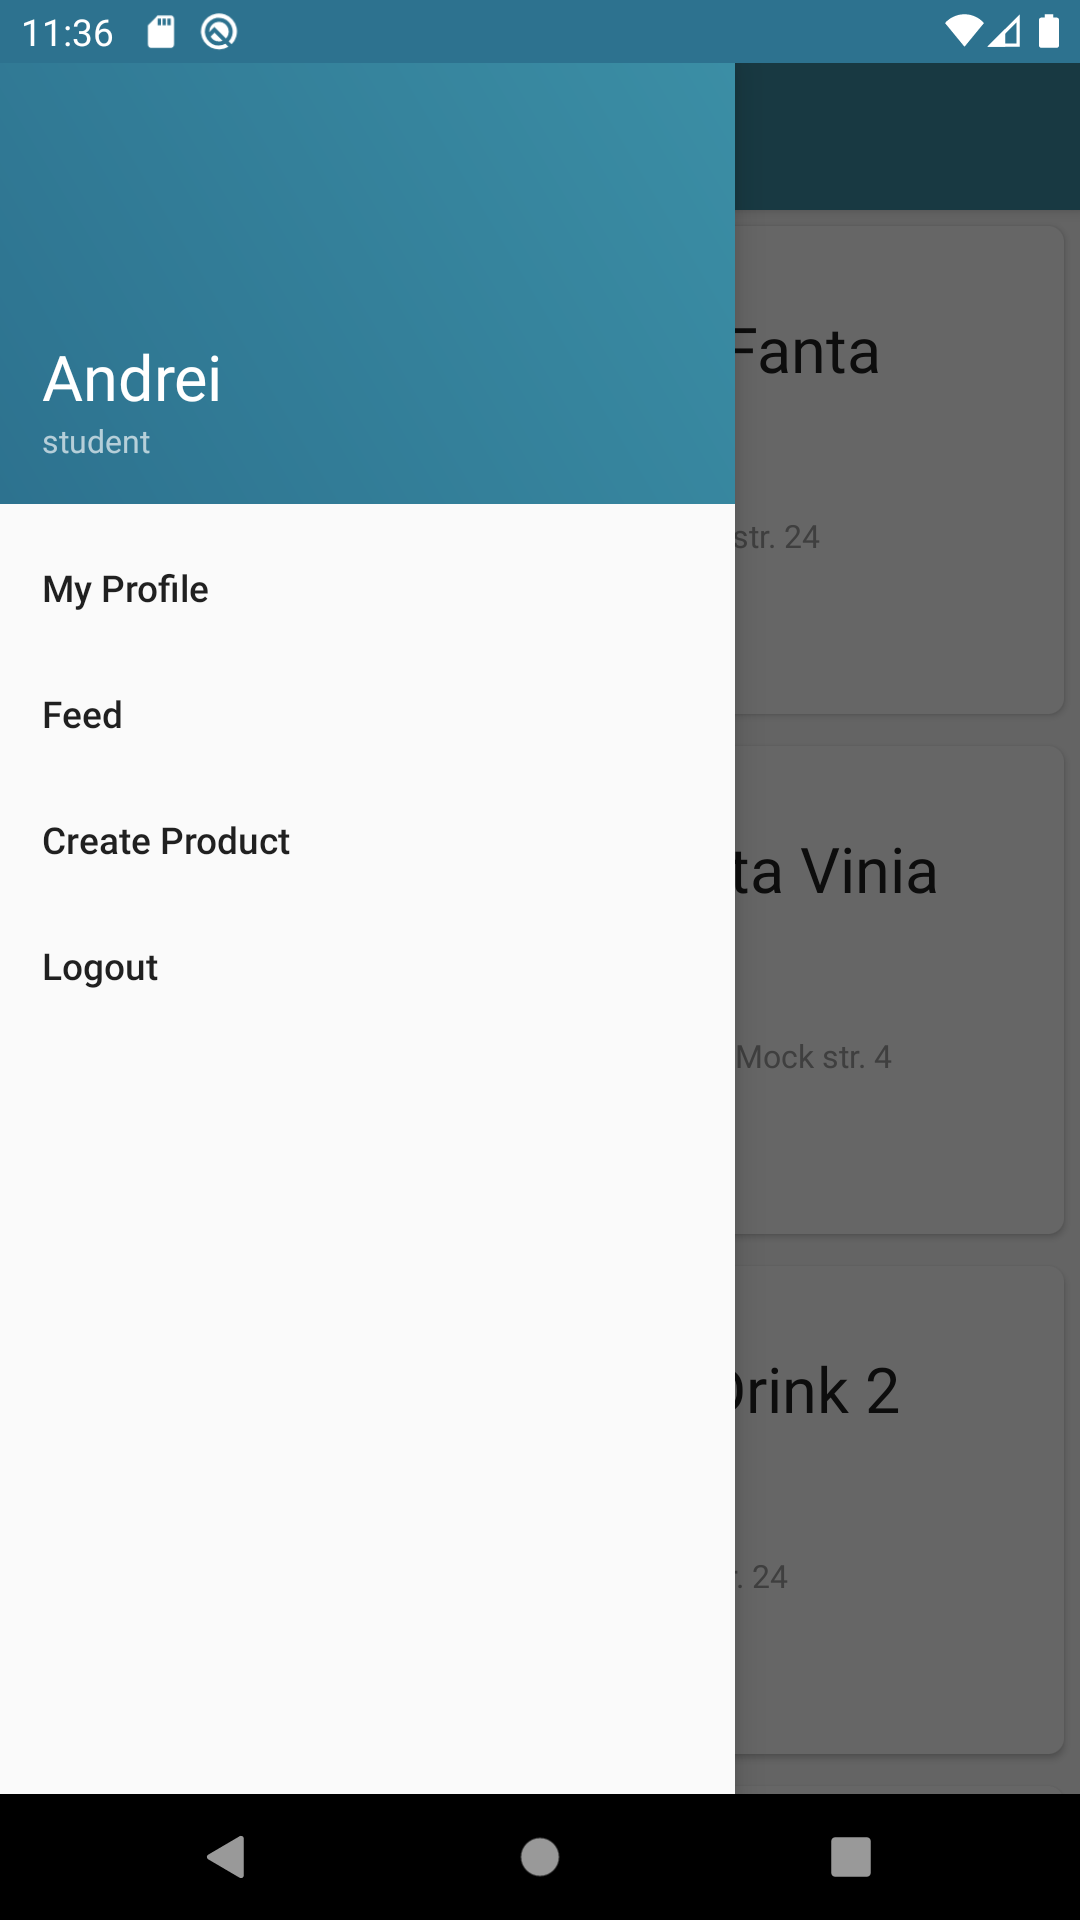 11:36
Andrei
student
My Profile
Feed
Create Product
Logout
Fanta
str. 24
ta Vinia
Mock str. 4
rink 2
. 24